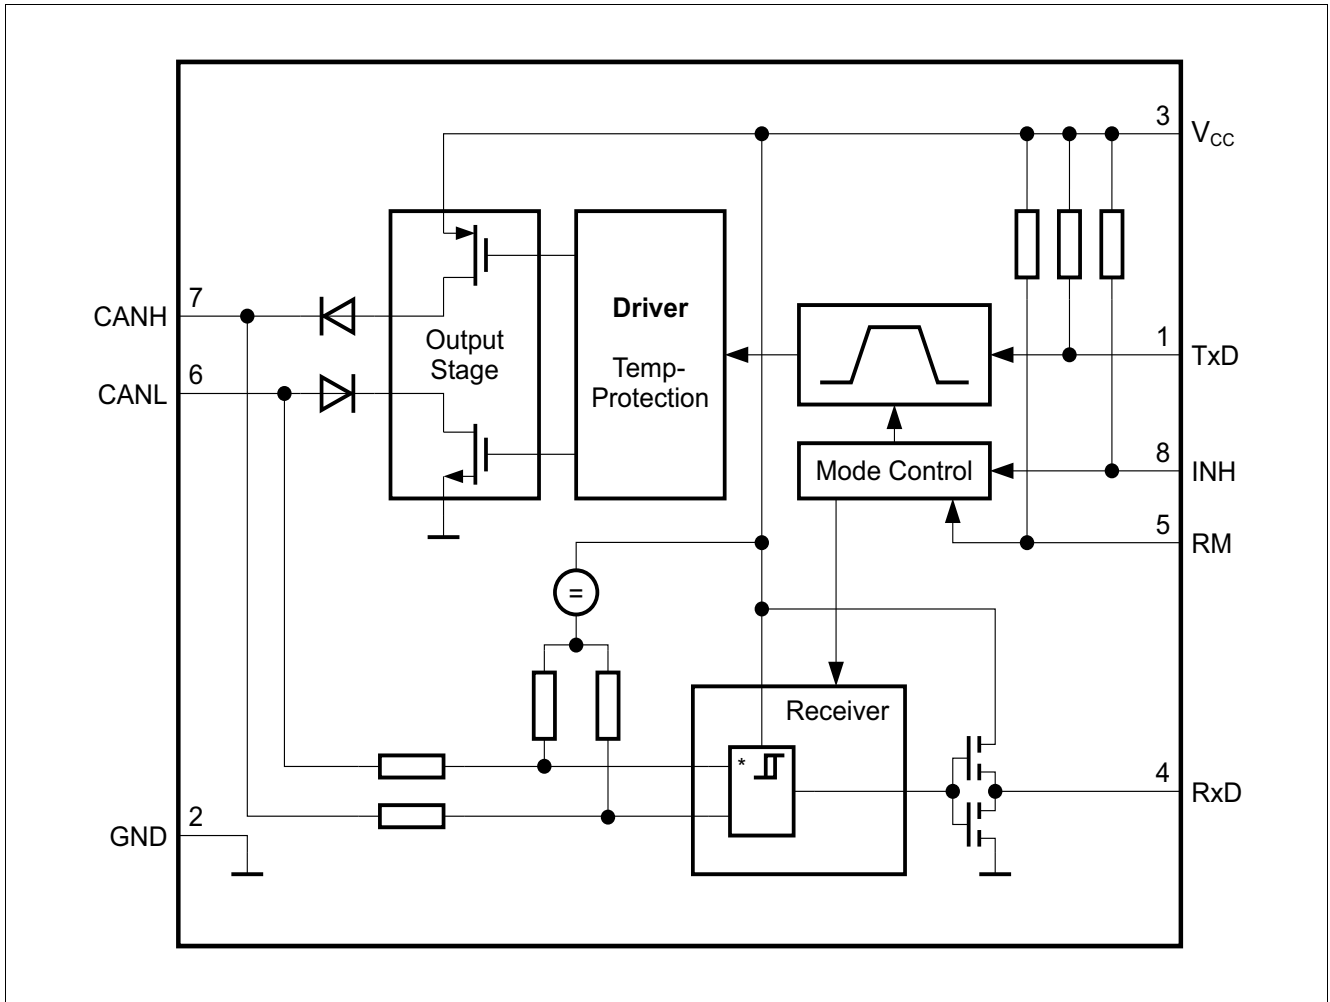 3
V_CC
7
CANH
6
CANL
Output
Stage
Driver
Temp-
Protection
1
TxD
Mode Control
8
INH
5
RM
=
Receiver
*
4
RxD
2
GND